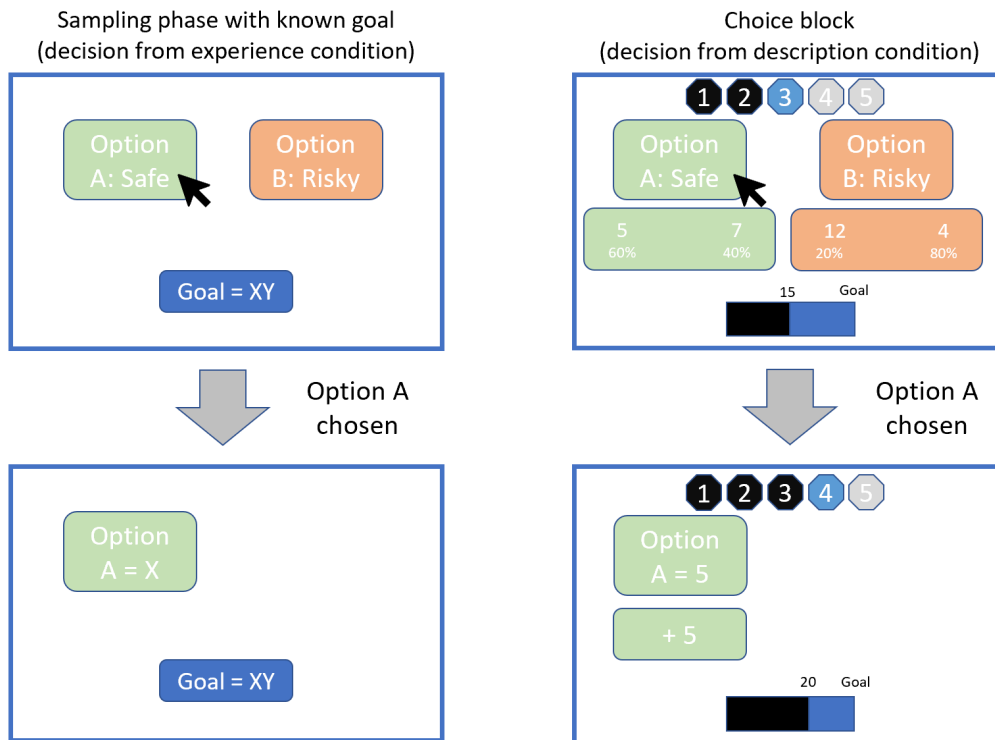 Sampling phase with known goal
(decision from experience condition)
Option
A: Safe
Option
B: Risky
Goal = XY
Option A
chosen
Option
A = X
Goal = XY
Choice block
(decision from description condition)
1 2 3 4 5
Option
A: Safe
Option
B: Risky
5 7
60% 40%
12 4
20% 80%
15 Goal
Option A
chosen
1 2 3 4 5
Option
A = 5
+ 5
20 Goal